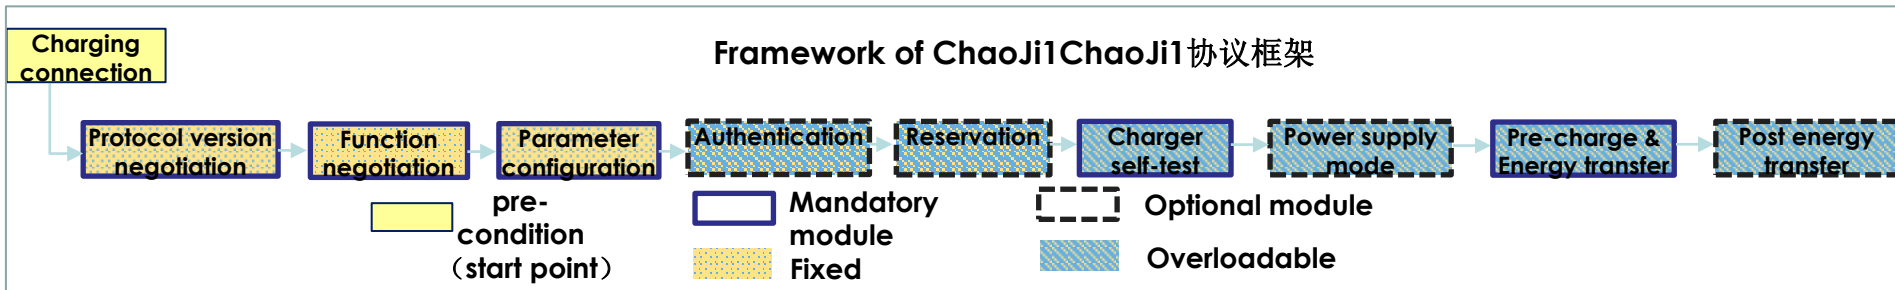 Charging
connection
Framework of ChaoJi1ChaoJi1协议框架
Protocol version
negotiation
Function
negotiation
Parameter
configuration
Authentication
Reservation
Charger
self-test
Power supply
mode
Pre-charge &
Energy transfer
Post energy
transfer
pre-
condition
（start point）
Mandatory
module
Fixed
Optional module
Overloadable